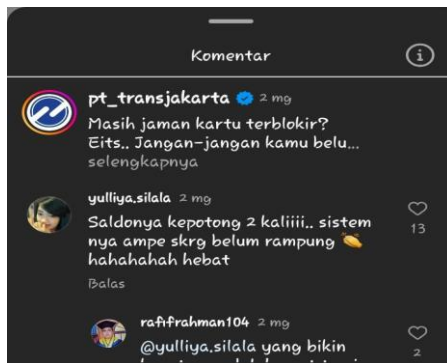 Komentar
pt_transjakarta 2 mg
Masih jaman kartu terblokir?
Eits.. Jangan-jangan kamu belu...
selengkapnya
yulliya.silala 2 mg
Saldonya kepotong 2 kaliiii.. sistem
nya ampe skrg belum rampung 👏
hahahahah hebat
13
Balas
rafifrahman104 2 mg
@yulliya.silala yang bikin
2